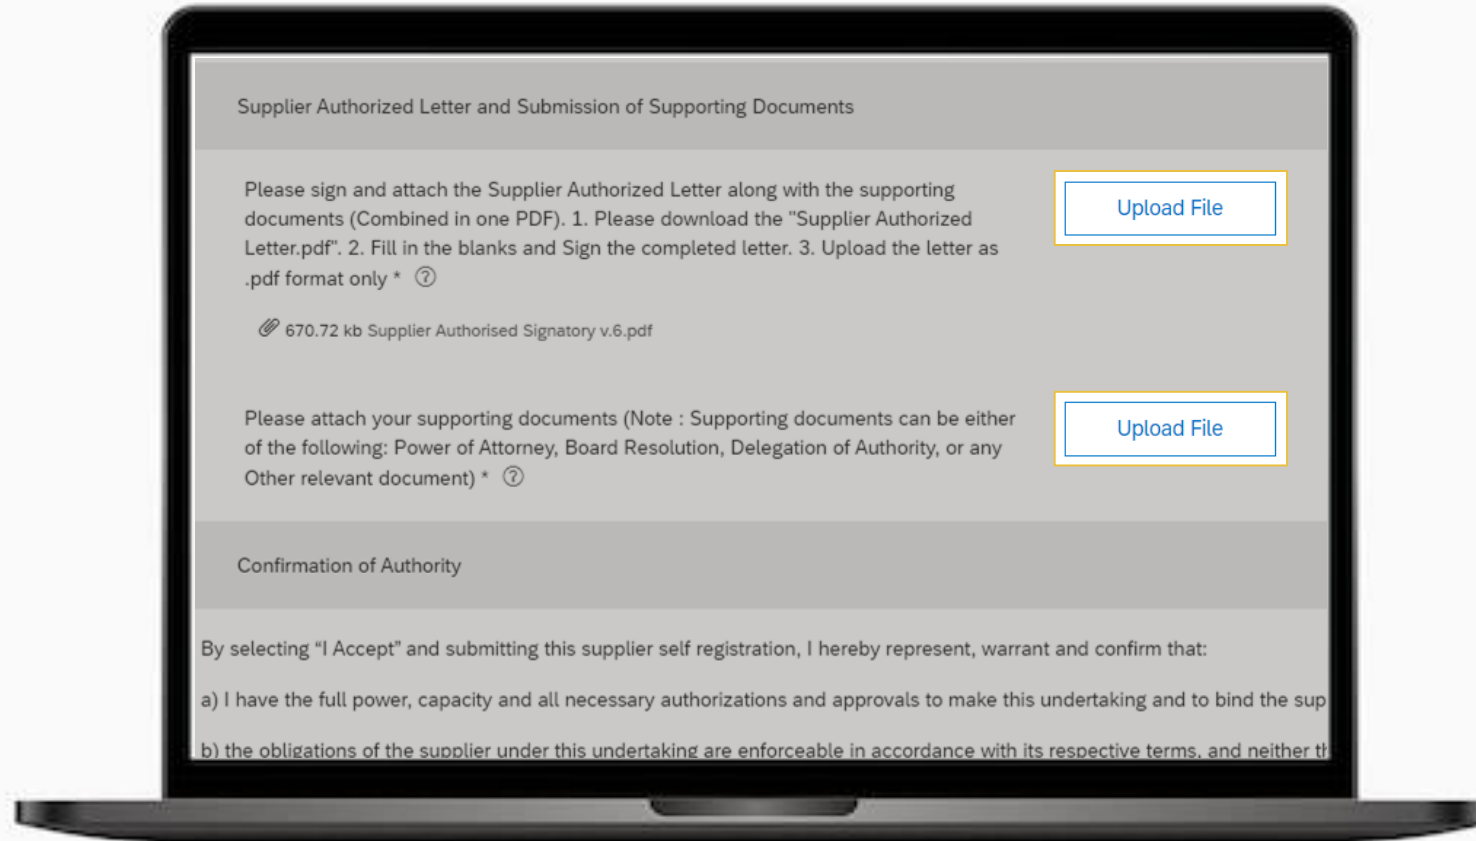 Supplier Authorized Letter and Submission of Supporting Documents
Please sign and attach the Supplier Authorized Letter along with the supporting
documents (Combined in one PDF). 1. Please download the "Supplier Authorized
Letter.pdf". 2. Fill in the blanks and Sign the completed letter. 3. Upload the letter as
.pdf format only * ?
Upload File
670.72 kb Supplier Authorised Signatory v.6.pdf
Please attach your supporting documents (Note : Supporting documents can be either
of the following: Power of Attorney, Board Resolution, Delegation of Authority, or any
Other relevant document) * ?
Upload File
Confirmation of Authority
By selecting “I Accept” and submitting this supplier self registration, I hereby represent, warrant and confirm that:
a) I have the full power, capacity and all necessary authorizations and approvals to make this undertaking and to bind the sup
b) the obligations of the supplier under this undertaking are enforceable in accordance with its respective terms, and neither th